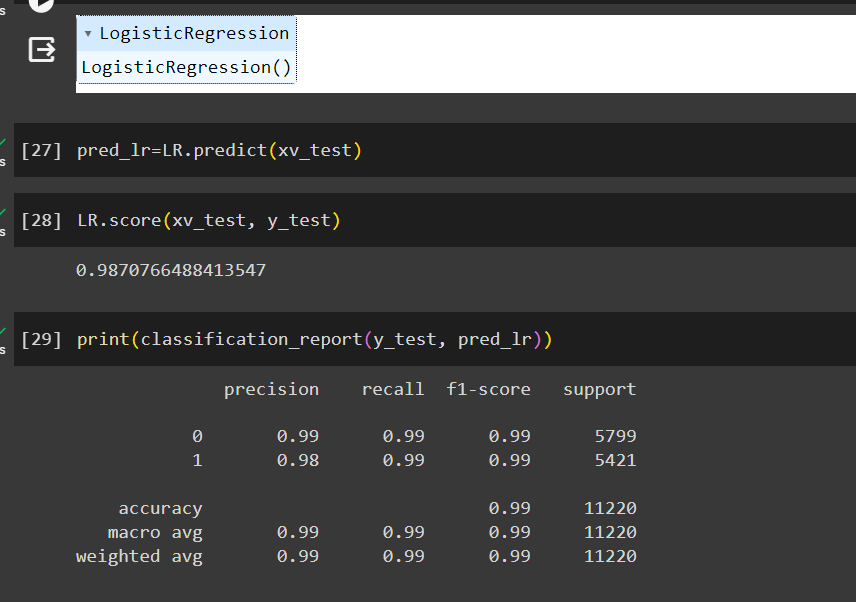 LogisticRegression
LogisticRegression()
[27] pred_lr=LR.predict(xv_test)
s
[28] LR.score(xv_test, y_test)
s
0.9870766488413547
[29] print(classification_report(y_test, pred_lr))
s
precision recall f1-score support
0 0.99 0.99 0.99 5799
1 0.98 0.99 0.99 5421
accuracy 0.99 11220
macro avg 0.99 0.99 0.99 11220
weighted avg 0.99 0.99 0.99 11220